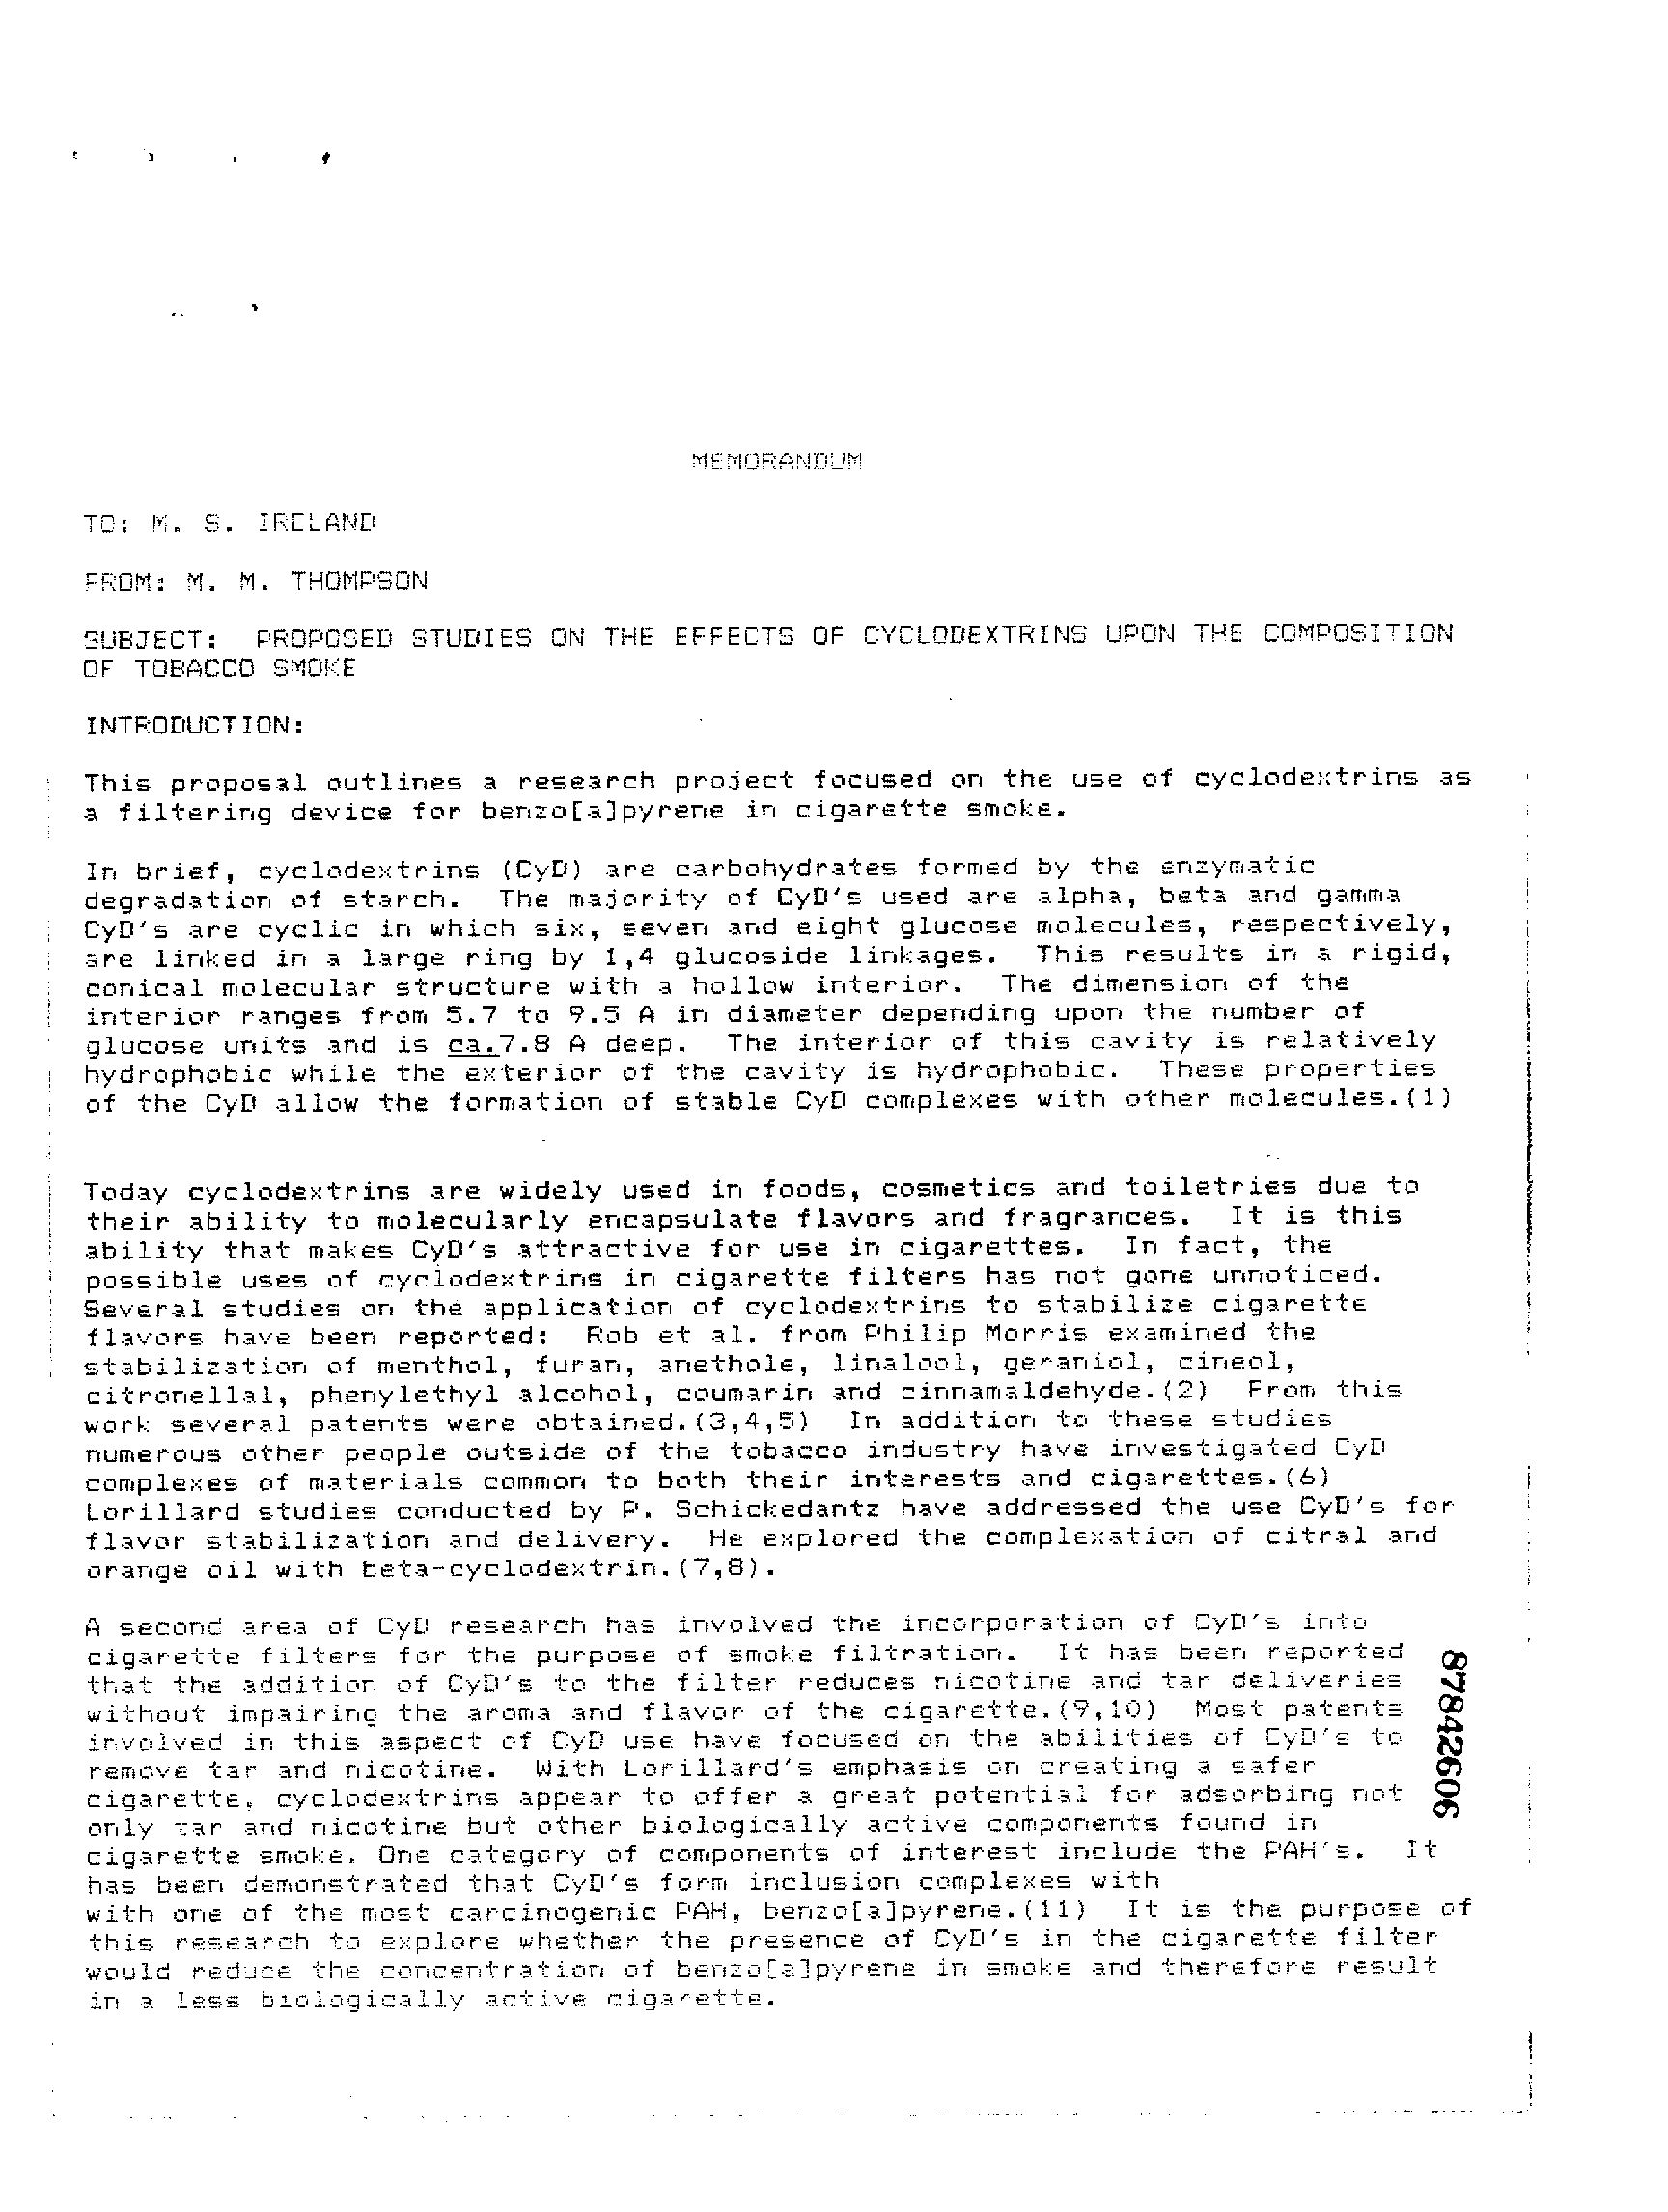 MEMORANDUM
TO: M. S. IRELAND
FROM: M. M. THOMPSON
SUBJECT: PROPOSED STUDIES ON THE EFFECTS OF CYCLODEXTRINS UPON THE COMPOSITION
OF TOBACCO SMOKE
INTRODUCTION:
This proposal outlines a research project focused on the use of cyclodextrins as
a filtering device for benzo[a]pyrene in cigarette smoke.
In brief, cyclodextrins (CyD) are carbohydrates formed by the enzymatic
degradation of starch. The majority of CyD's used are alpha, beta and gamma
CyD's are cyclic in which six, seven and eight glucose molecules, respectively,
are linked in a large ring by 1,4 glucoside linkages. This results in a rigid,
conical molecular structure with a hollow interior. The dimension of the
interior ranges from 5.7 to 9.5 A in diameter depending upon the number of
glucose units and is ca.7.8 A deep. The interior of this cavity is relatively
hydrophobic while the exterior of the cavity is hydrophobic. These properties
of the CyD allow the formation of stable CyD complexes with other molecules.(1)
Today cyclodextrins are widely used in foods, cosmetics and toiletries due to
their ability to molecularly encapsulate flavors and fragrances. It is this
ability that makes CyD's attractive for use in cigarettes. In fact, the
possible uses of cyclodextrins in cigarette filters has not gone unnoticed.
Several studies on the application of cyclodextrins to stabilize cigarette
flavors have been reported: Rob et al. from Philip Morris examined the
stabilization of menthol, furan, anethole, linalool, geraniol, cineol,
citronellal, phenylethyl alcohol, coumarin and cinnamaldehyde.(2) From this
work several patents were obtained.(3,4,5) In addition to these studies
numerous other people outside of the tobacco industry have investigated CyD
complexes of materials common to both their interests and cigarettes.(6)
Lorillard studies conducted by P. Schickedantz have addressed the use CyD's for
flavor stabilization and delivery. He explored the complexation of citral and
orange oil with beta-cyclodextrin.(7,8).
A second area of CyD research has involved the incorporation of CyD's into
cigarette filters for the purpose of smoke filtration. It has been reported
that the addition of CyD's to the filter reduces nicotine and tar deliveries
without impairing the aroma and flavor of the cigarette.(9,10) Most patents
involved in this aspect of CyD use have focused on the abilities of CyD's to
remove tar and nicotine. With Lorillard's emphasis on creating a safer
cigarette, cyclodextrins appear to offer a great potential for adsorbing not
only tar and nicotine but other biologically active components found in
cigarette smoke. One category of components of interest include the PAH's. It
has been demonstrated that CyD's form inclusion complexes with
with one of the most carcinogenic PAH, benzo[a]pyrene.(11) It is the purpose of
this research to explore whether the presence of CyD's in the cigarette filter
would reduce the concentration of benzo[a]pyrene in smoke and therefore result
in a less biologically active cigarette.
87842606